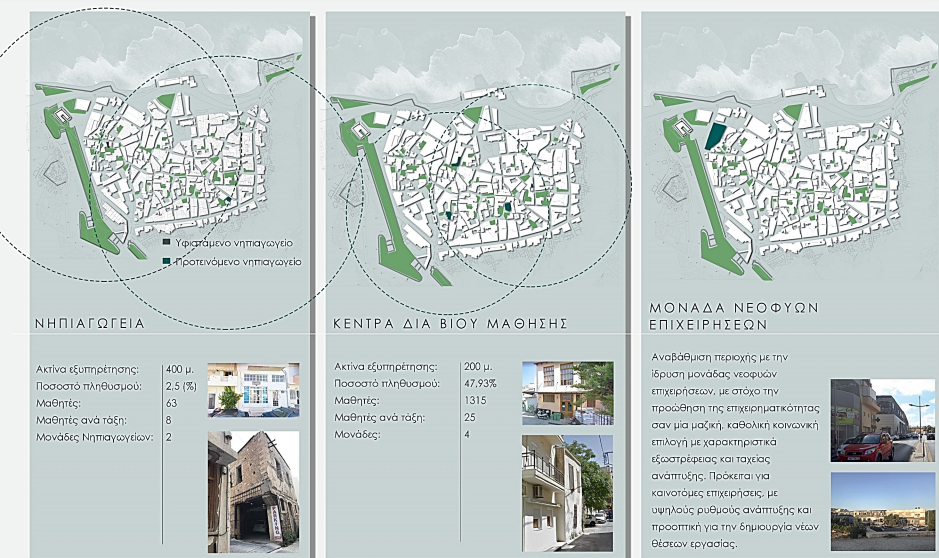 Υφιστάμενο νηπιαγωγείο
Προτεινόμενο νηπιαγωγείο
ΝΗΠΙΑΓΩΓΕΙΑ
Ακτίνα εξυπηρέτησης: 400 μ.
Ποσοστό πληθυσμού: 2,5 (%)
Μαθητές: 63
Μαθητές ανά τάξη: 8
Μονάδες Νηπιαγωγείων: 2
ΚΕΝΤΡΑ ΔΙΑ ΒΙΟΥ ΜΑΘΗΣΗΣ
Ακτίνα εξυπηρέτησης: 200 μ.
Ποσοστό πληθυσμού: 47,93%
Μαθητές: 1315
Μαθητές ανά τάξη: 25
Μονάδες: 4
ΜΟΝΑΔΑ ΝΕΟΦΥΩΝ
ΕΠΙΧΕΙΡΗΣΕΩΝ
Αναβάθμιση περιοχής με την
ίδρυση μονάδας νεοφυών
επιχειρήσεων, με στόχο την
προώθηση της επιχειρηματικότητας
σαν μία μαζική, καθολική κοινωνική
επιλογή με χαρακτηριστικά
εξωστρέφειας και ταχείας
ανάπτυξης. Πρόκειται για
καινοτόμες επιχειρήσεις, με
υψηλούς ρυθμούς ανάπτυξης και
προοπτική για την δημιουργία νέων
θέσεων εργασίας.